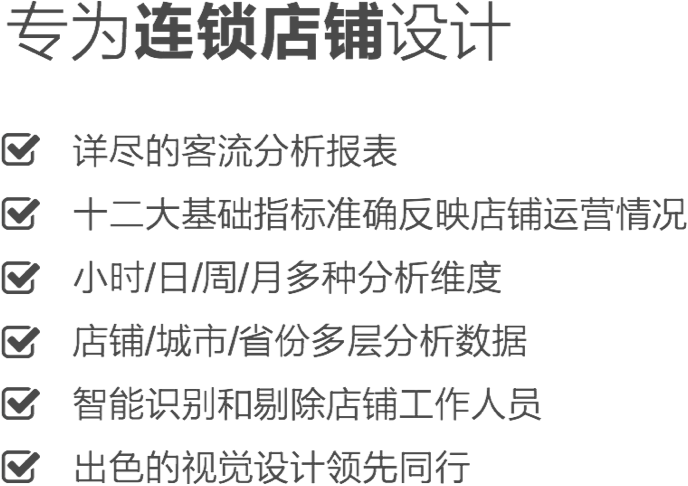 专为连锁店铺设计
详尽的客流分析报表
十二大基础指标准确反映店铺运营情况
小时/日/周/月多种分析维度
店铺/城市/省份多层分析数据
智能识别和剔除店铺工作人员
出色的视觉设计领先同行